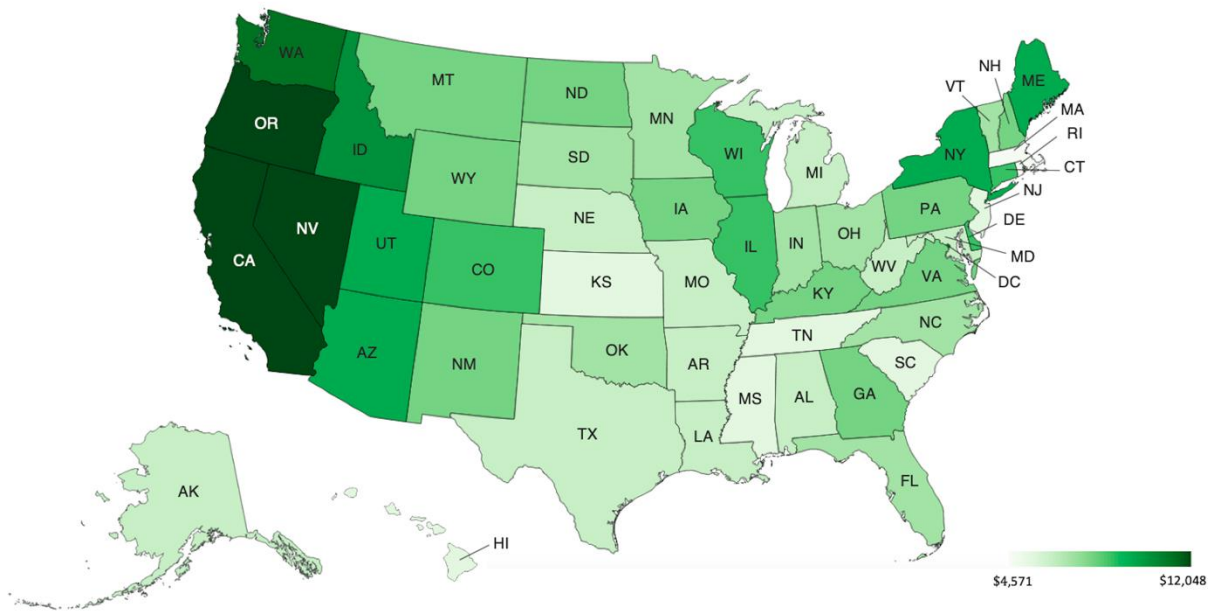 WA
MT
ND
MN
NH
VT
ME
MA
RI
OR
ID
SD
WI
NY
CT
WY
MI
NJ
NE
IA
PA
DE
NV
UT
IL
IN
OH
MD
CA
CO
WV
DC
KS
MO
KY
VA
AZ
NM
OK
TN
NC
AR
SC
MS
AL
GA
TX
LA
FL
AK
HI
$4,571 $12,048